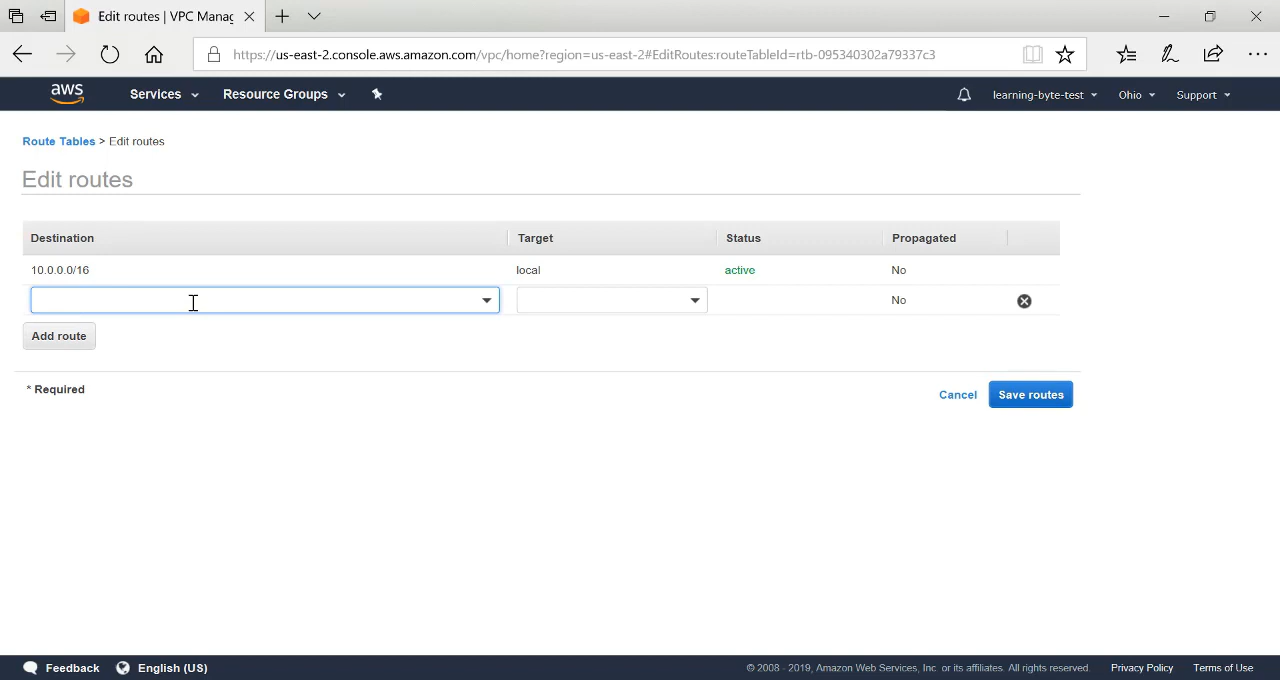 Edit routes | VPC Manag
https://us-east-2.console.aws.amazon.com/vpc/home?region=us-east-2#EditRoutes:routeTableId=rtb-095340302a79337c3
aws Services Resource Groups learning-byte-test Ohio Support
Route Tables > Edit routes
Edit routes
Destination Target Status Propagated
10.0.0.0/16 local active No
No
Add route
* Required
Cancel Save routes
Feedback English (US) © 2008 - 2019, Amazon Web Services, Inc. or its affiliates. All rights reserved. Privacy Policy Terms of Use